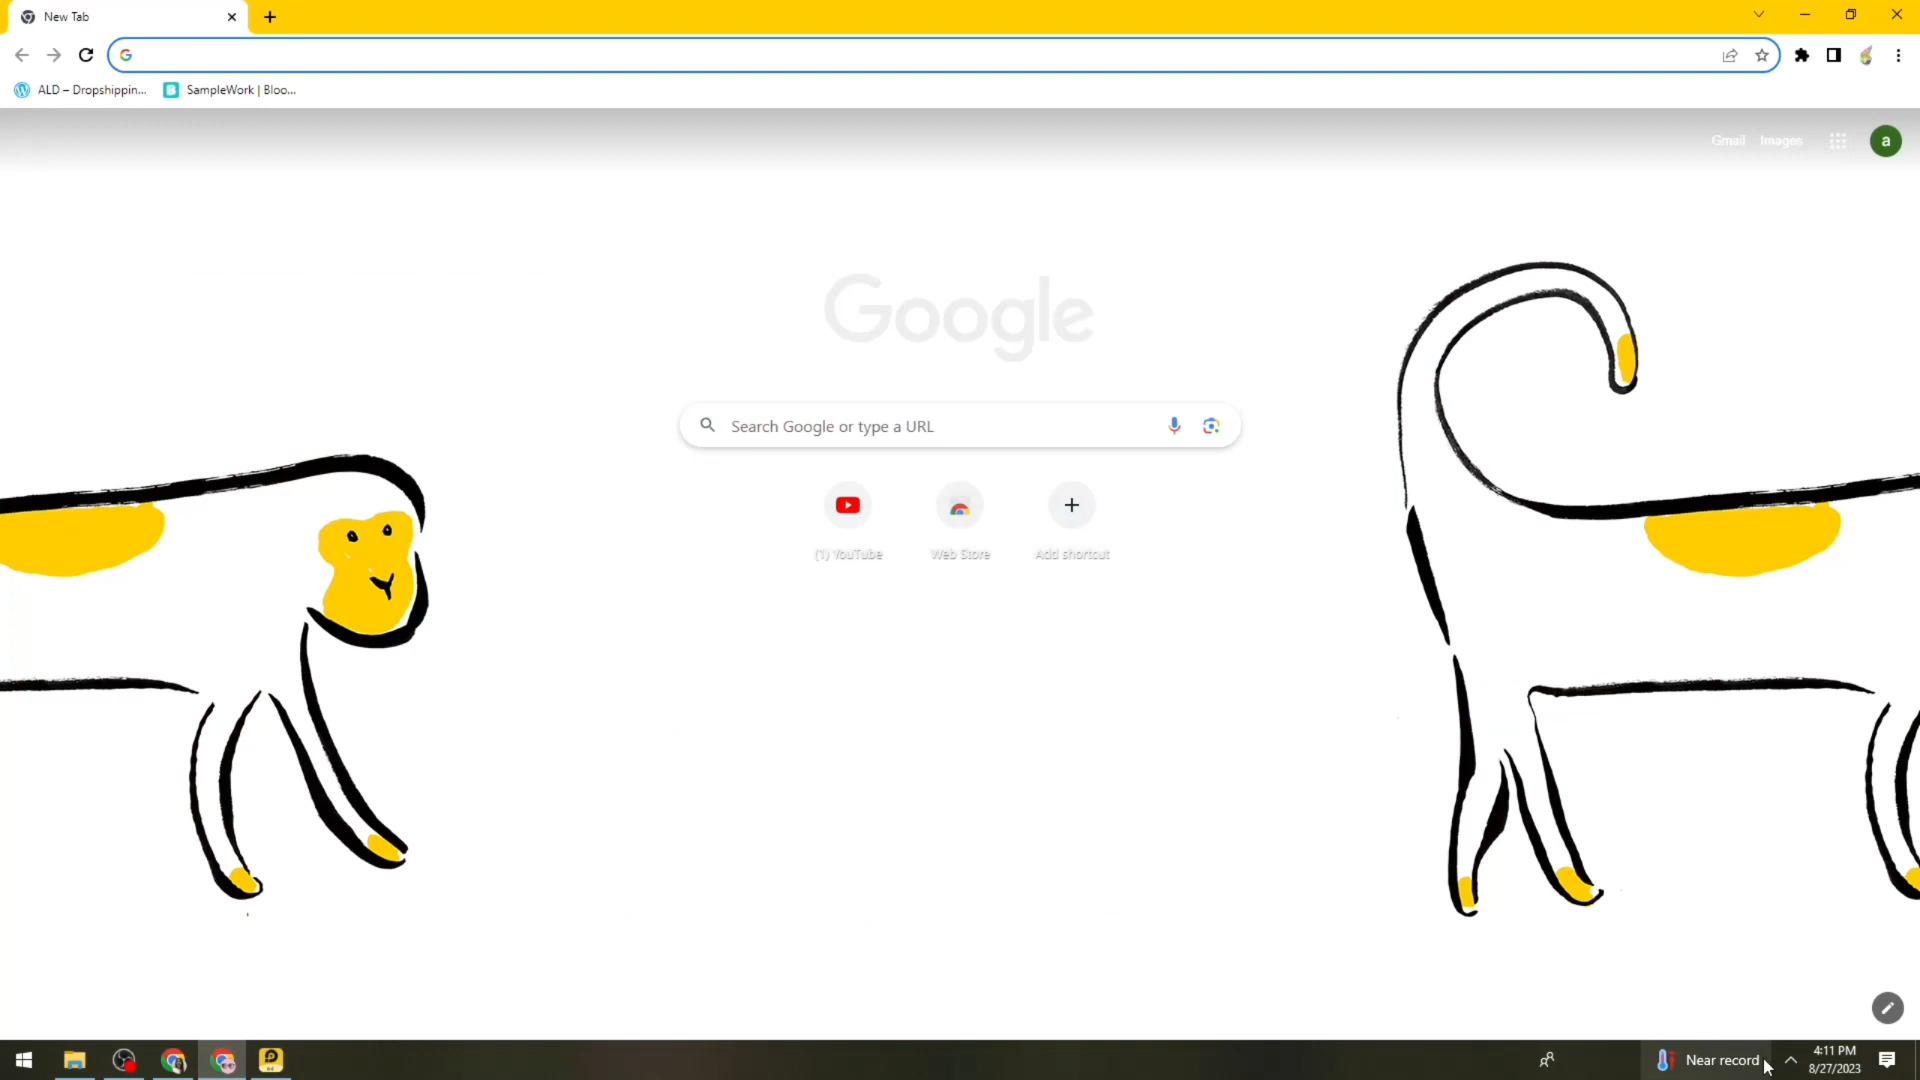 New Tab
ALD – Dropshippin...
SampleWork | Bloo...
Gmail Images
a
Google
Search Google or type a URL
(1) YouTube
Web Store
Add shortcut
Near record
4:11 PM
8/27/2023